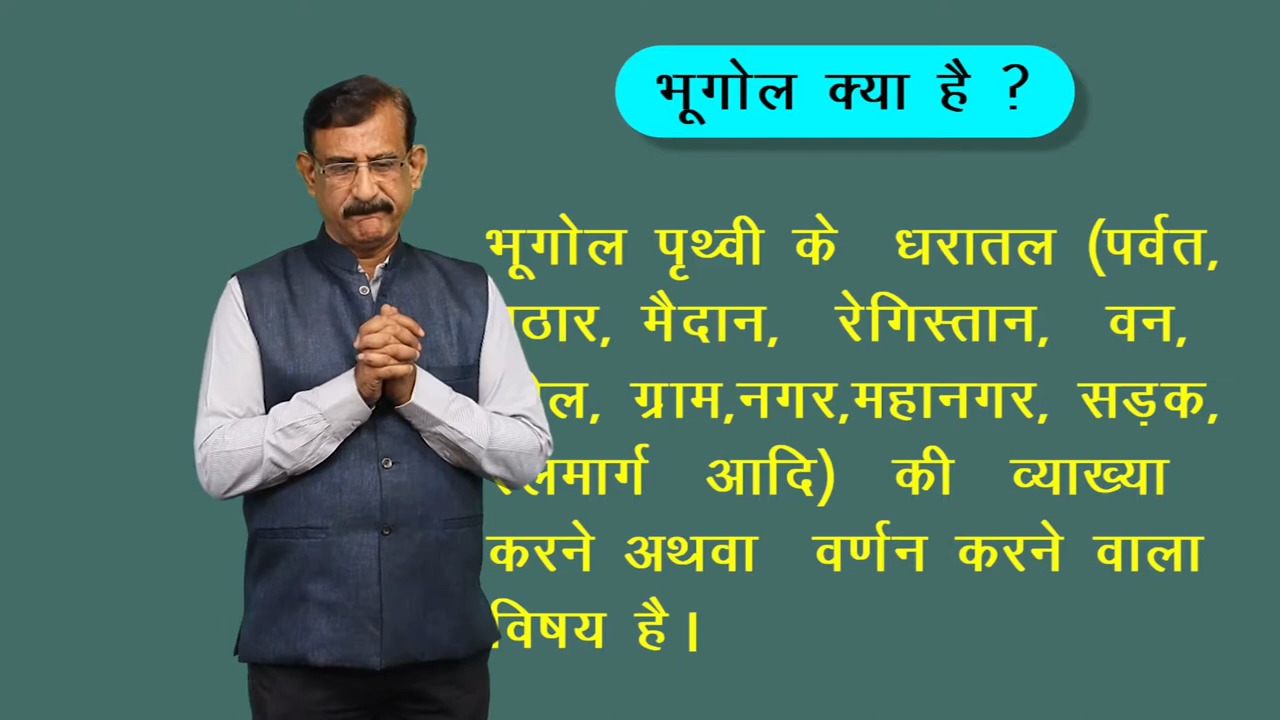 भूगोल क्या है ?
भूगोल पृथ्वी के धरातल (पर्वत,
मैदान, रेगिस्तान, वन,
ग्राम,नगर,महानगर, सड़क,
आदि) की व्याख्या
करने अथवा वर्णन करने वाला
विषय है।